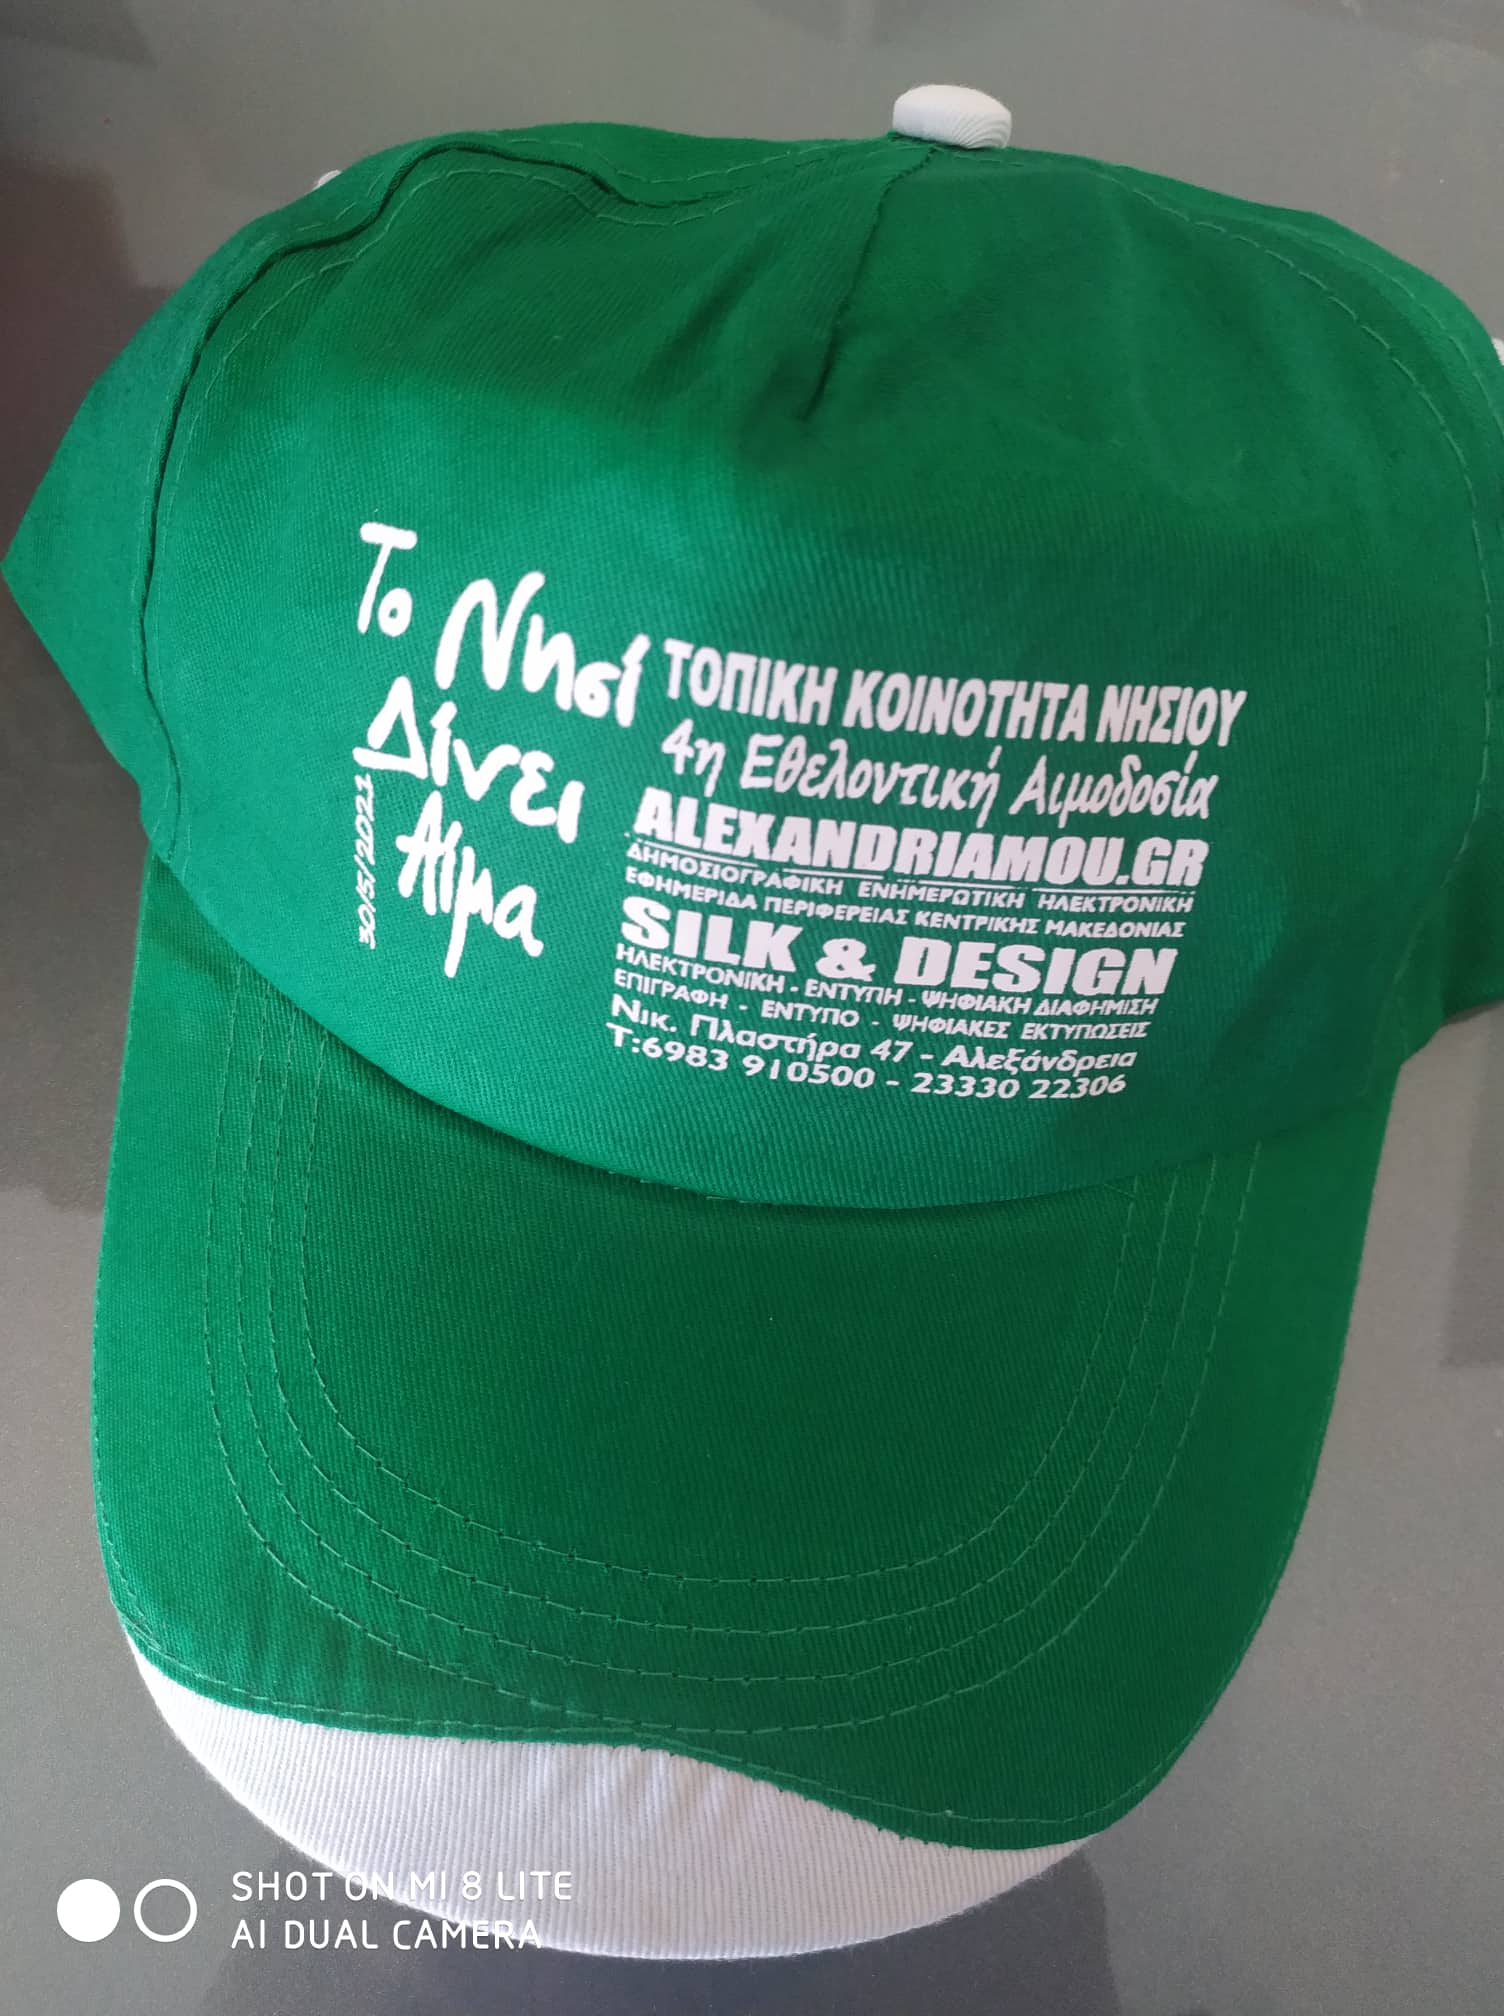 Το Νησί
Δίνει
Αίμα
30/5/2021
ΤΟΠΙΚΗ ΚΟΙΝΟΤΗΤΑ ΝΗΣΙΟΥ
4η Εθελοντική Αιμοδοσία
ALEXANDRIAMOU.GR
ΔΗΜΟΣΙΟΓΡΑΦΙΚΗ ΕΝΗΜΕΡΩΤΙΚΗ ΗΛΕΚΤΡΟΝΙΚΗ
ΕΦΗΜΕΡΙΔΑ ΠΕΡΙΦΕΡΕΙΑΣ ΚΕΝΤΡΙΚΗΣ ΜΑΚΕΔΟΝΙΑΣ
SILK & DESIGN
ΗΛΕΚΤΡΟΝΙΚΗ - ΕΝΤΥΠΗ - ΨΗΦΙΑΚΗ ΔΙΑΦΗΜΙΣΗ
ΕΠΙΓΡΑΦΗ - ΕΝΤΥΠΟ - ΨΗΦΙΑΚΕΣ ΕΚΤΥΠΩΣΕΙΣ
Νικ. Πλαστήρα 47 - Αλεξάνδρεια
Τ:6983 910500 - 23330 22306
SHOT ON MI 8 LITE
AI DUAL CAMERA